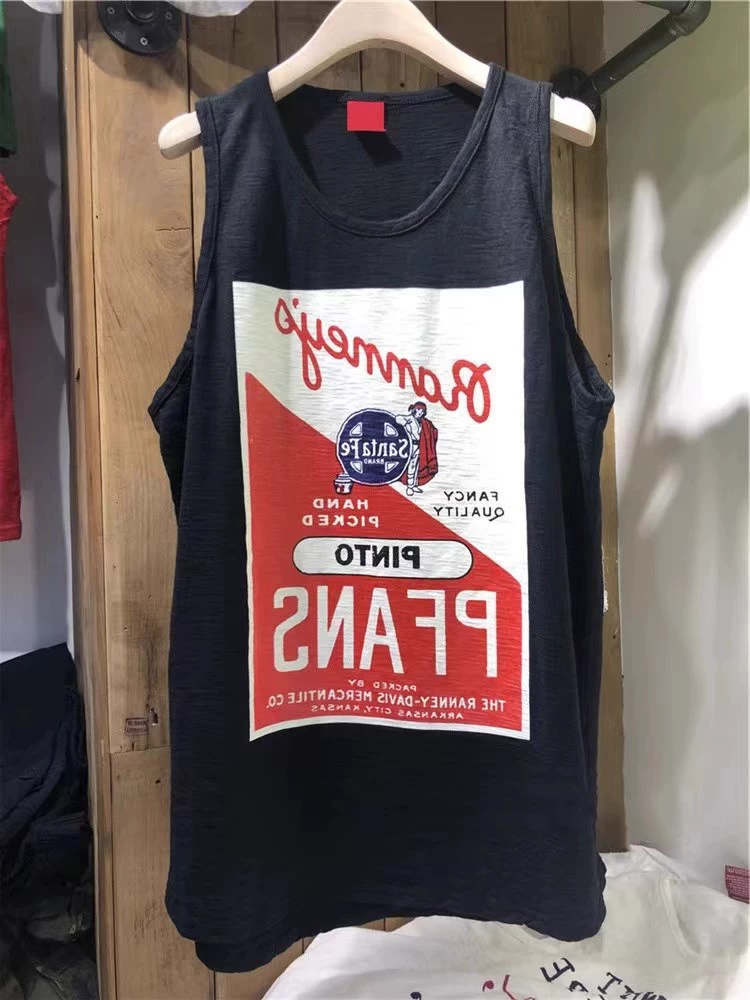 Ranney's
Santa Fe
BRAND
FANCY
QUALITY
HAND
PICKED
PINTO
PFANS
PACKED BY
THE RANNEY-DAVIS MERCANTILE CO.
ARKANSAS CITY, KANSAS